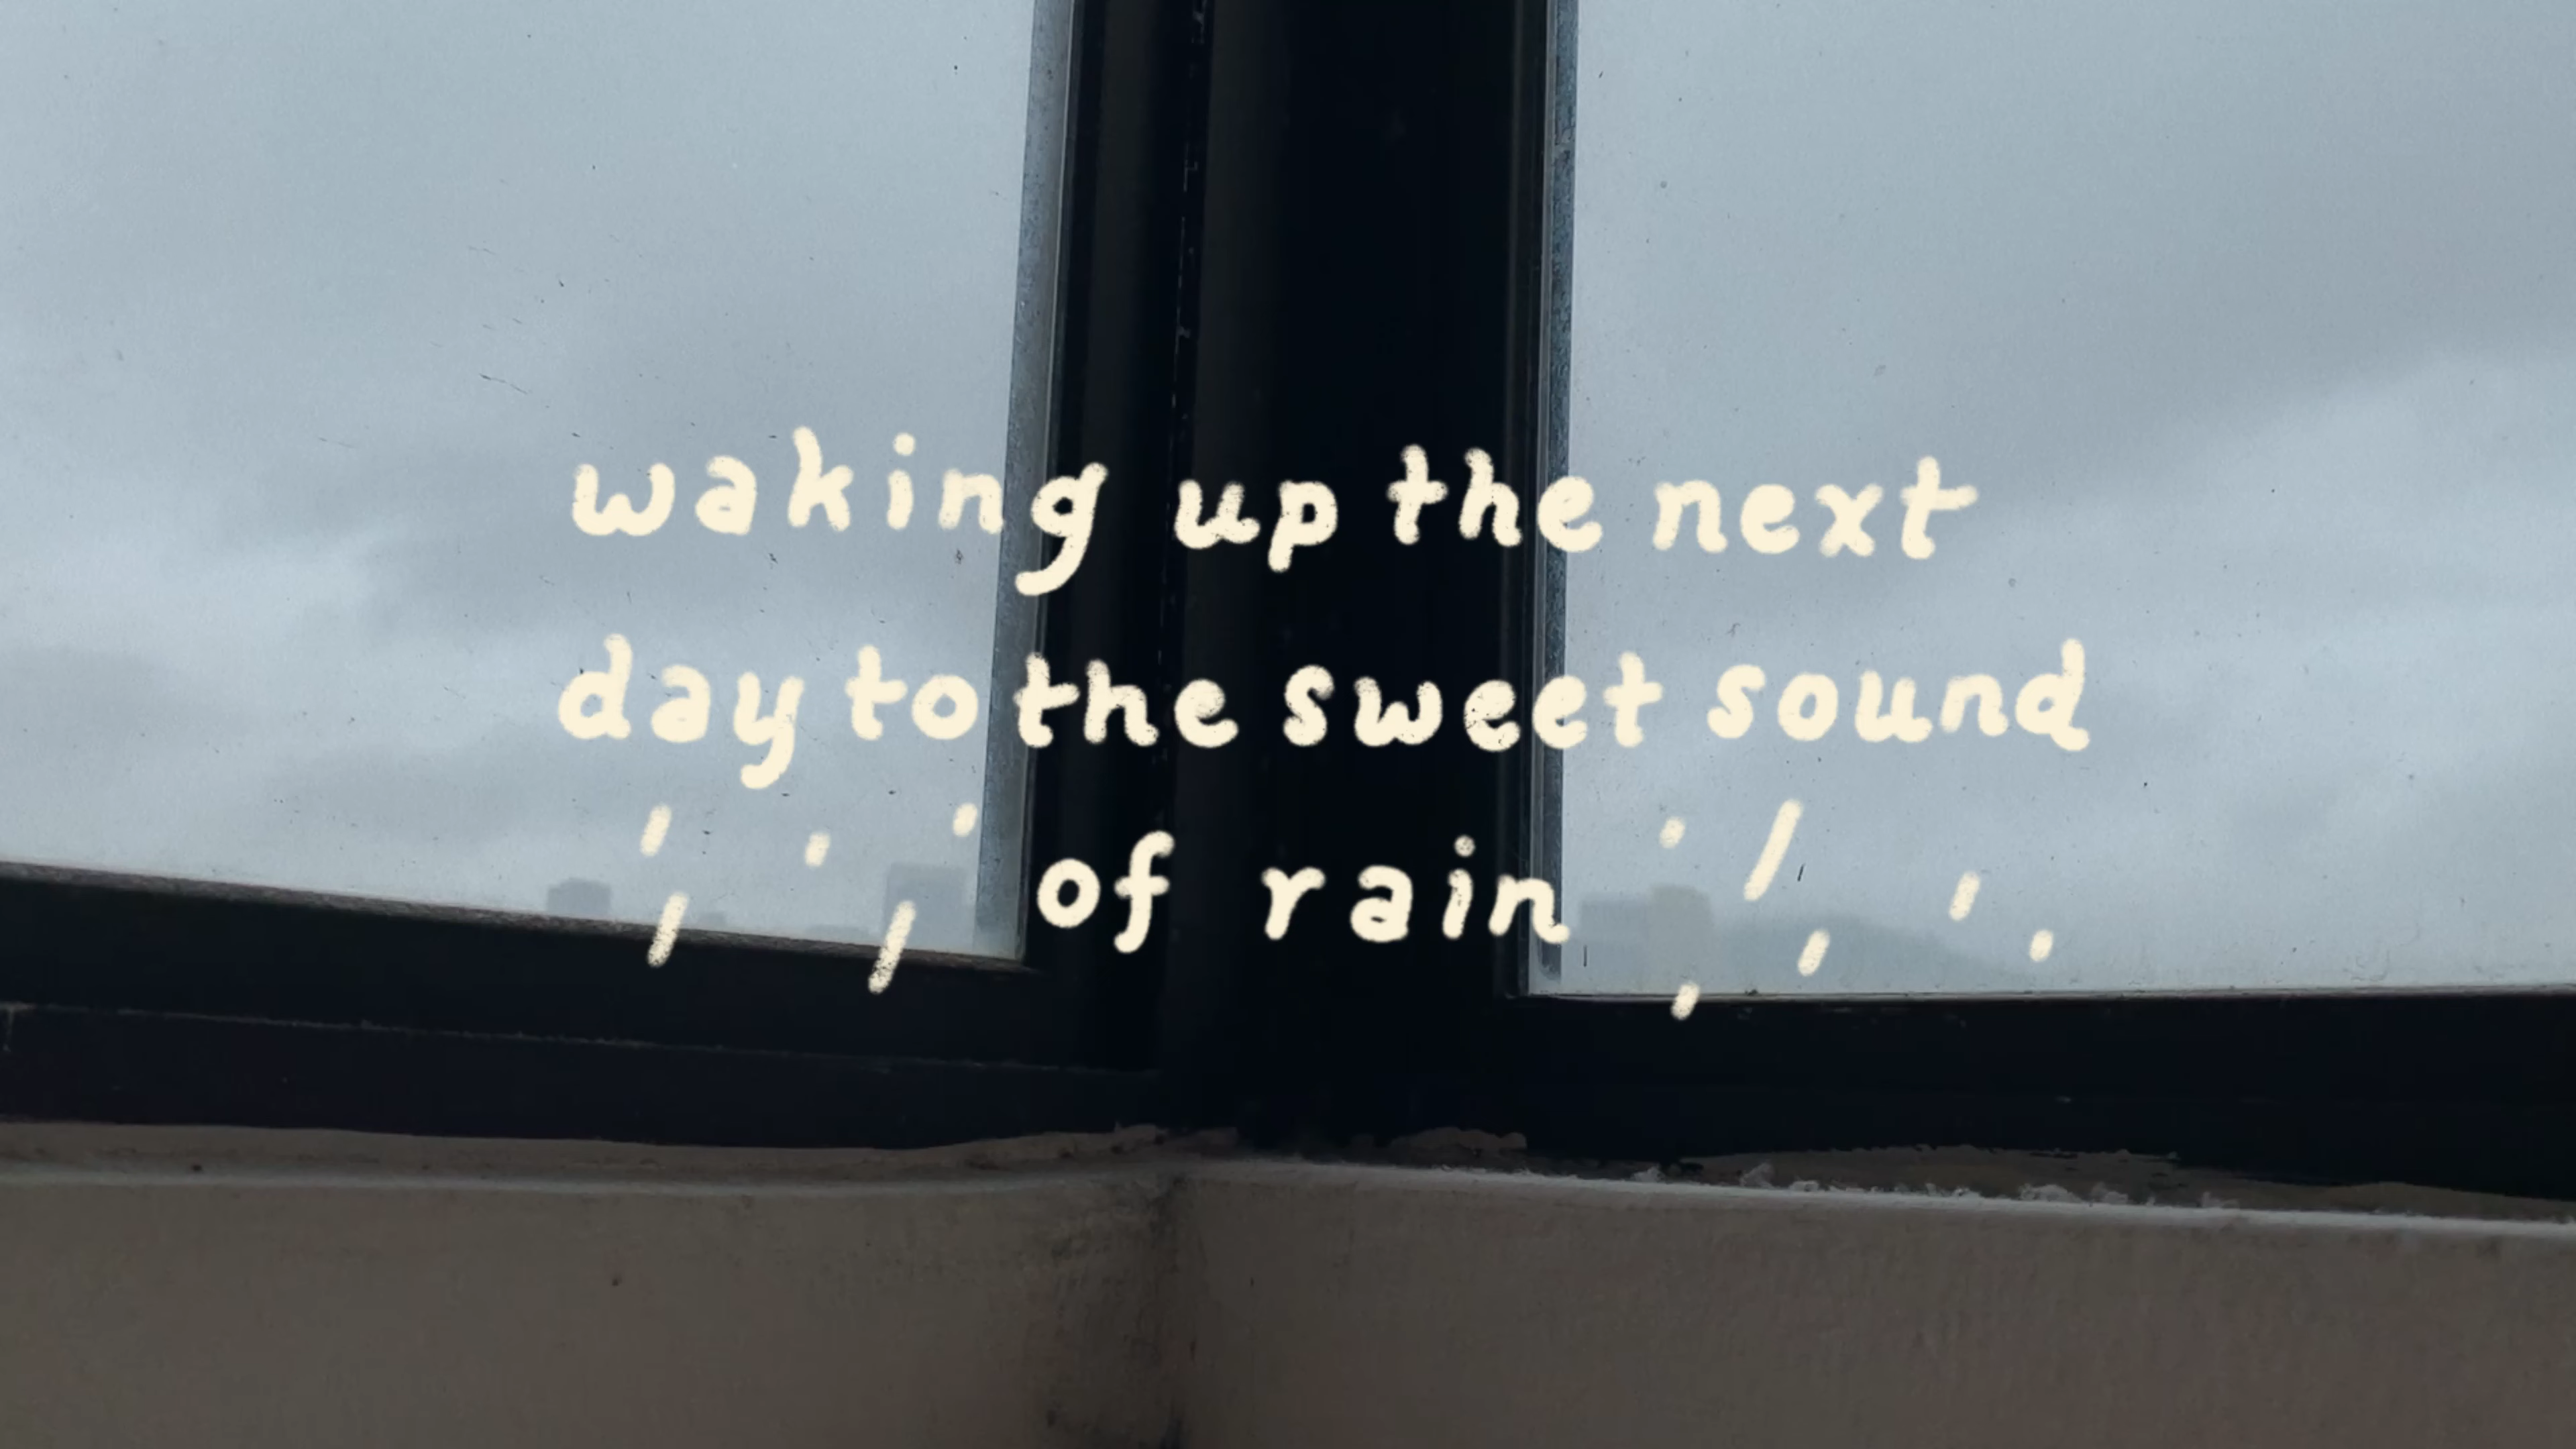 waking up the next
day to the sweet sound
of rain